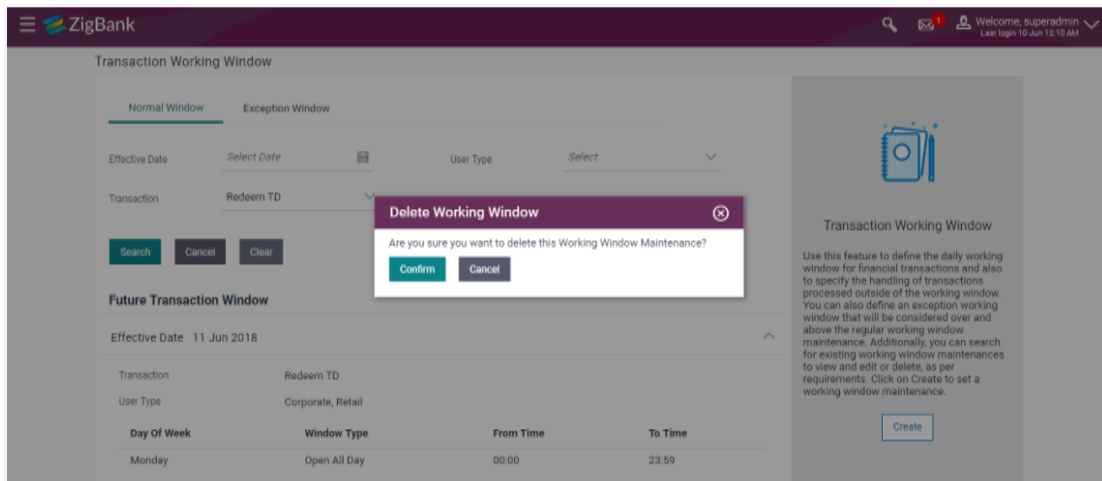 ZigBank
1
Welcome, superadmin
Last login 10 Jun 12:10 AM
Transaction Working Window
Normal Window Exception Window
Effective Date Select Date User Type Select
Transaction Redeem TD
Delete Working Window
Are you sure you want to delete this Working Window Maintenance?
Confirm Cancel
Search Cancel Clear
Future Transaction Window
Effective Date 11 Jun 2018
Transaction Redeem TD
User Type Corporate, Retail
Day Of Week Window Type From Time To Time
Monday Open All Day 00:00 23:59
Transaction Working Window
Use this feature to define the daily working
window for financial transactions and also
to specify the handling of transactions
processed outside of the working window.
You can also define an exception working
window that will be considered over and
above the regular working window
maintenance. Additionally, you can search
for existing working window maintenances
to view and edit or delete, as per
requirements. Click on Create to set a
working window maintenance.
Create